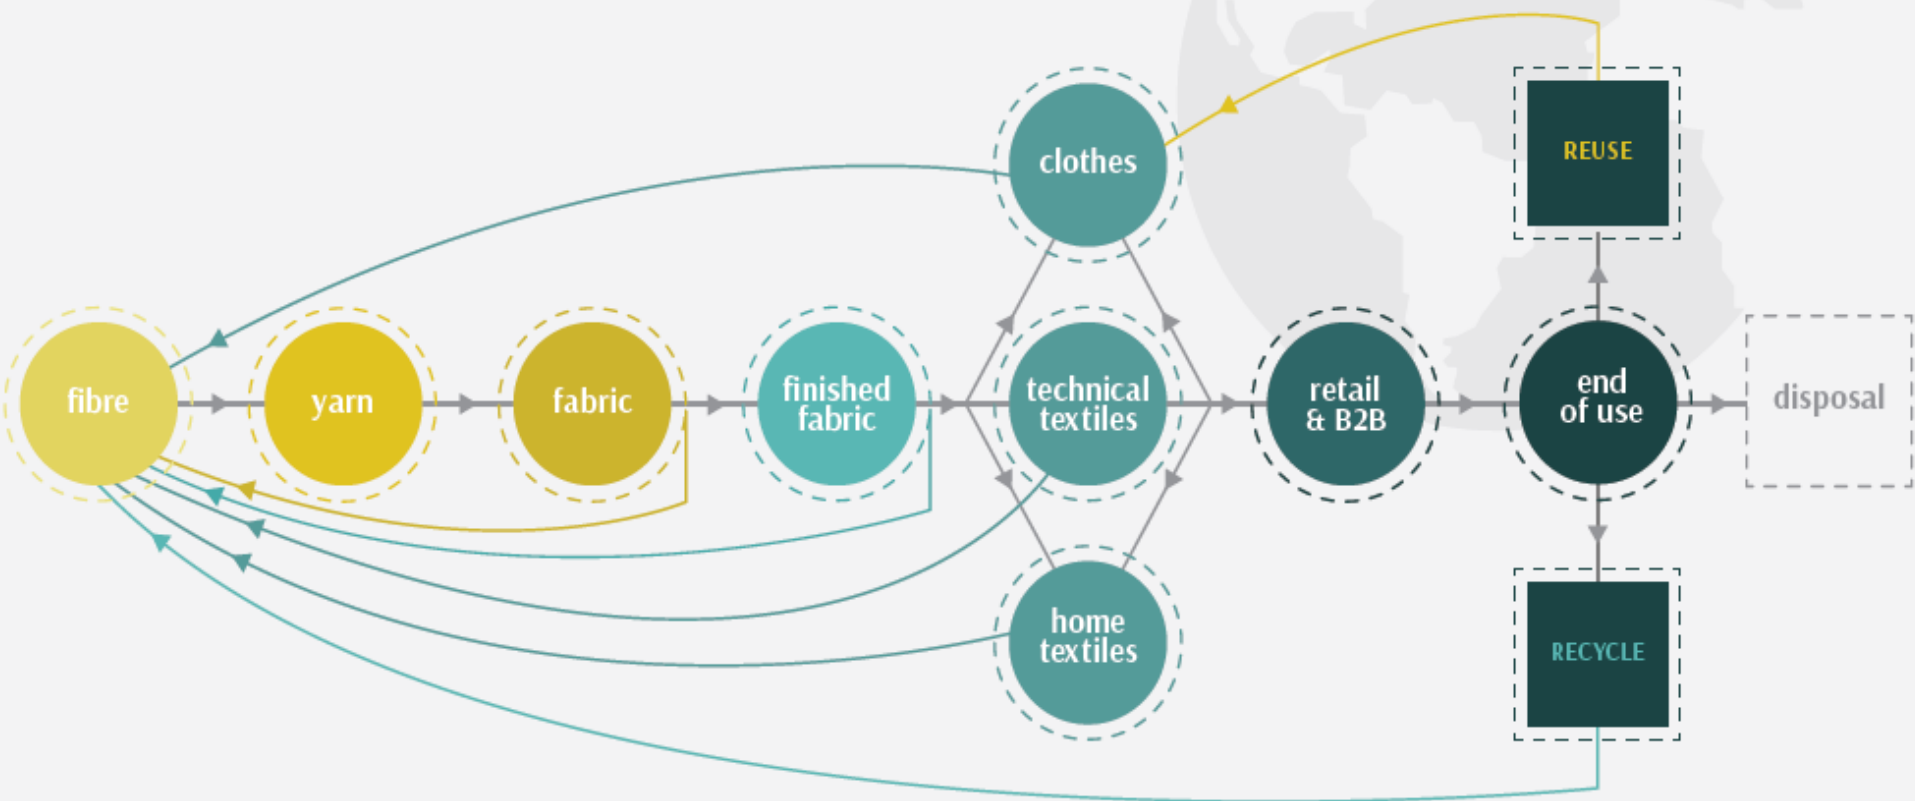 clothes
REUSE
fibre
yarn
fabric
finished
fabric
technical
textiles
retail
& B2B
end
of use
disposal
home
textiles
RECYCLE